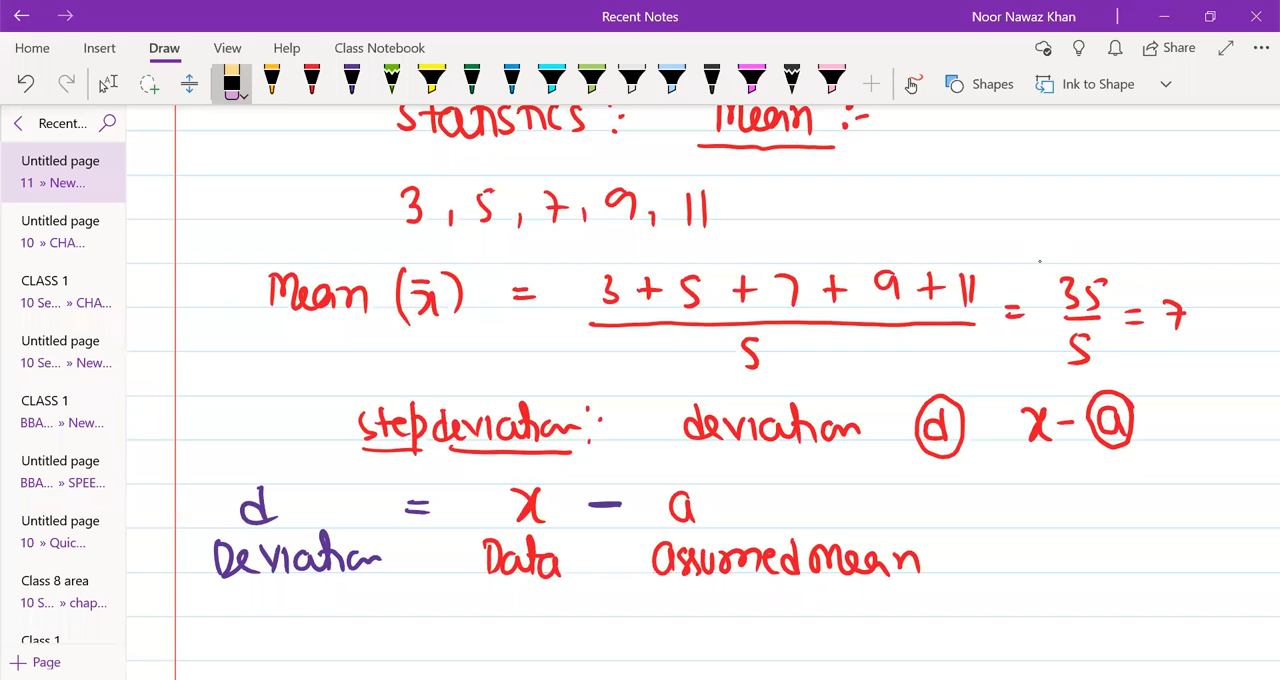 Recent Notes
Noor Nawaz Khan
Home Insert Draw View Help Class Notebook Share
Shapes Ink to Shape
Recent...
Untitled page
11 » New...
Untitled page
10 » CHA...
CLASS 1
10 Se... » CHA...
Untitled page
10 Se... » New...
CLASS 1
BBA... » New...
Untitled page
BBA... » SPEE...
Untitled page
10 » Quic...
Class 8 area
10 S... » chap...
Class 1
Page
Statistics : Mean :-
3 , 5 , 7 , 9 , 11
Mean (x̄) = 3 + 5 + 7 + 9 + 11 / 5 = 35 / 5 = 7
step deviation : deviation d x - a
d = x - a
Deviation Data Assumed Mean